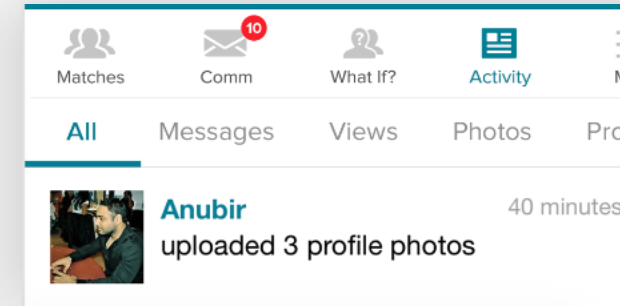 10
Matches Comm What If? Activity
All Messages Views Photos
Anubir 40 minutes
uploaded 3 profile photos